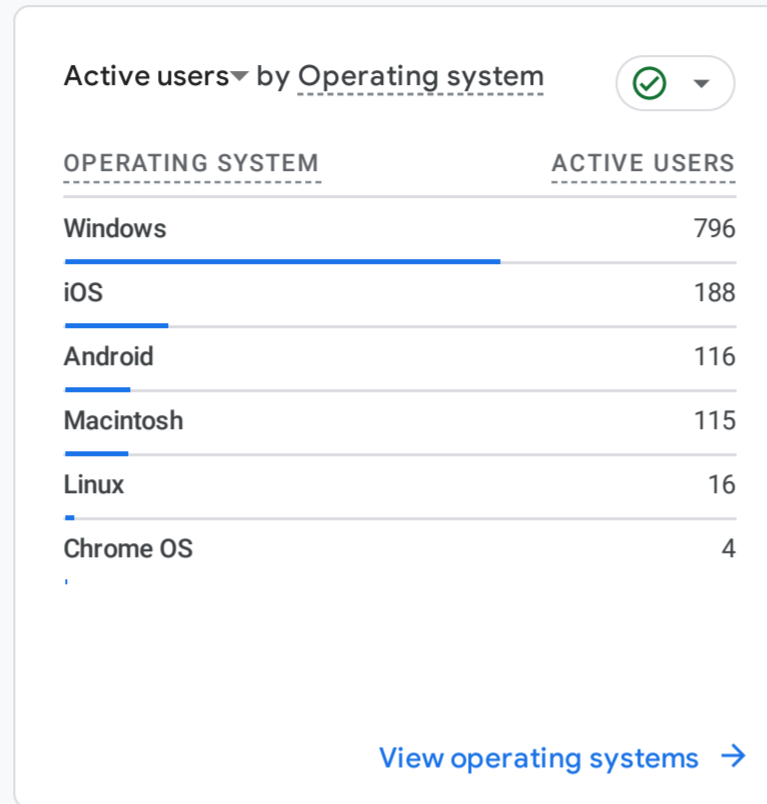 Active users by Operating system
OPERATING SYSTEM ACTIVE USERS
Windows 796
iOS 188
Android 116
Macintosh 115
Linux 16
Chrome OS 4
View operating systems